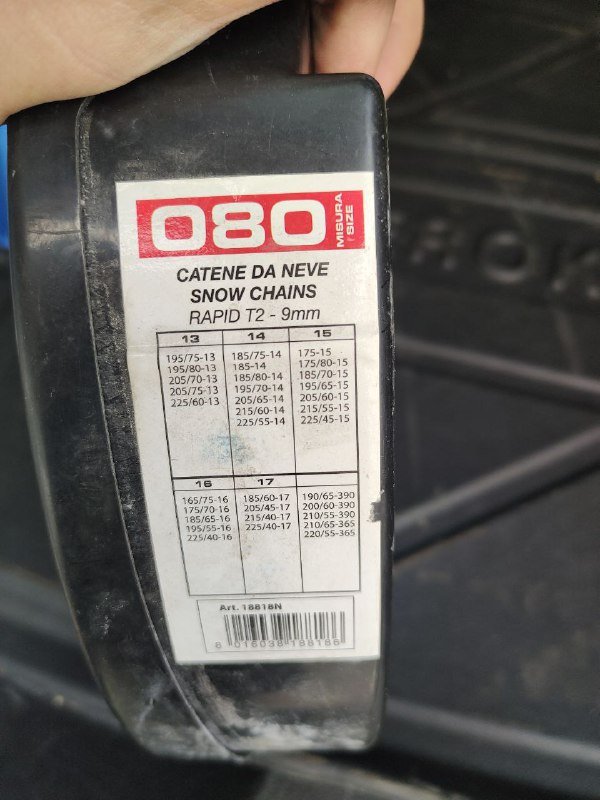 080
MISURA
SIZE
CATENE DA NEVE
SNOW CHAINS
RAPID T2 - 9mm
13 14 15
195/75-13 185/75-14 175-15
195/80-13 185-14 175/80-15
205/70-13 185/80-14 185/70-15
205/75-13 195/70-14 195/65-15
225/60-13 205/65-14 205/60-15
215/60-14 215/55-15
225/55-14 225/45-15
16 17
165/75-16 185/60-17 190/65-390
175/70-16 205/45-17 200/60-390
185/65-16 215/40-17 210/55-390
195/55-16 225/40-17 210/65-365
225/40-16 220/55-365
Art. 18818N
8 016038 188186